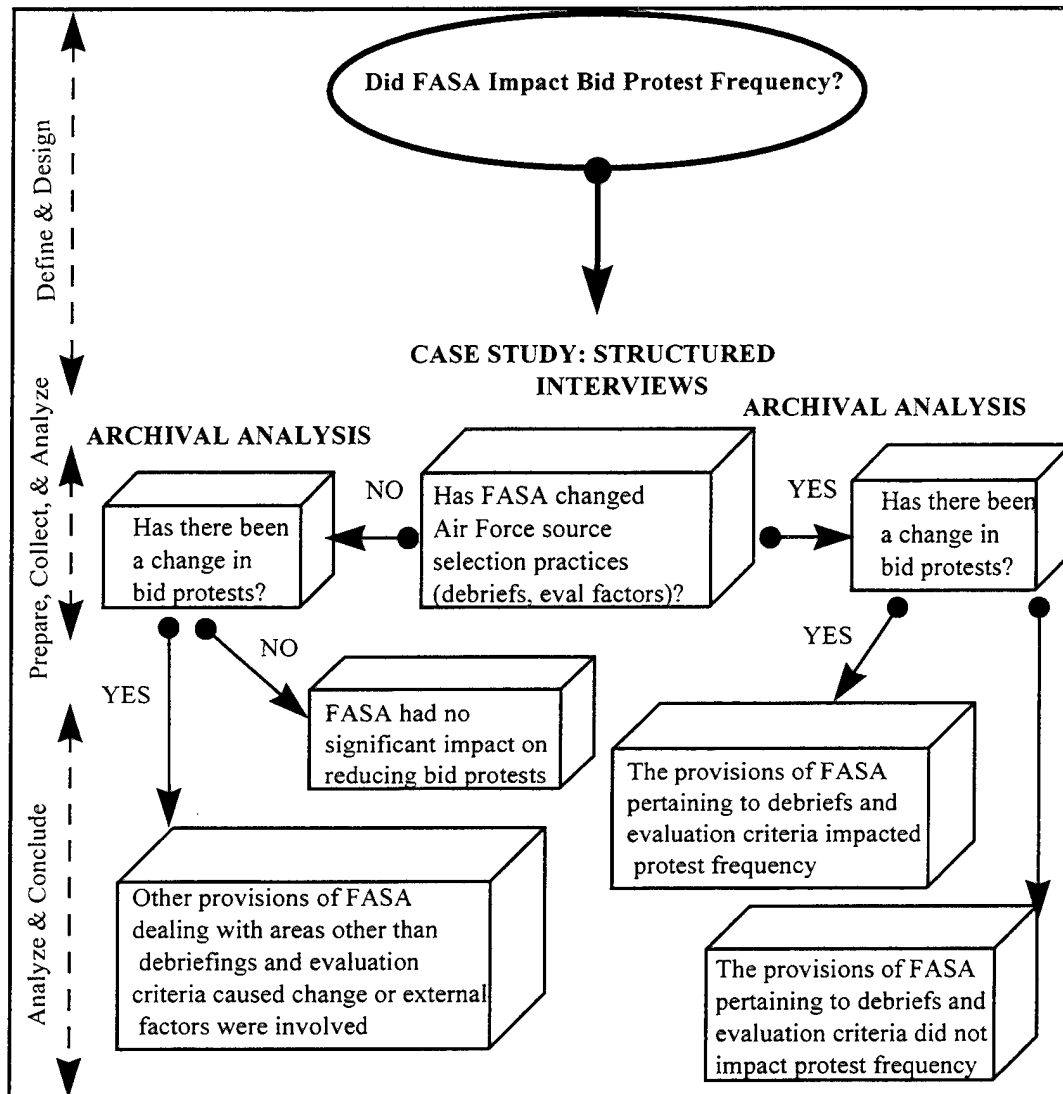 Did FASA Impact Bid Protest Frequency?
Define & Design
CASE STUDY: STRUCTURED
INTERVIEWS
ARCHIVAL ANALYSIS
ARCHIVAL ANALYSIS
Prepare, Collect, & Analyze
Has there been
a change in
bid protests?
NO
Has FASA changed
Air Force source
selection practices
(debriefs, eval factors)?
YES
Has there been
a change in
bid protests?
YES
NO
FASA had no
significant impact on
reducing bid protests
YES
The provisions of FASA
pertaining to debriefs and
evaluation criteria impacted
protest frequency
Analyze & Conclude
Other provisions of FASA
dealing with areas other than
debriefings and evaluation
criteria caused change or external
factors were involved
The provisions of FASA
pertaining to debriefs and
evaluation criteria did not
impact protest frequency